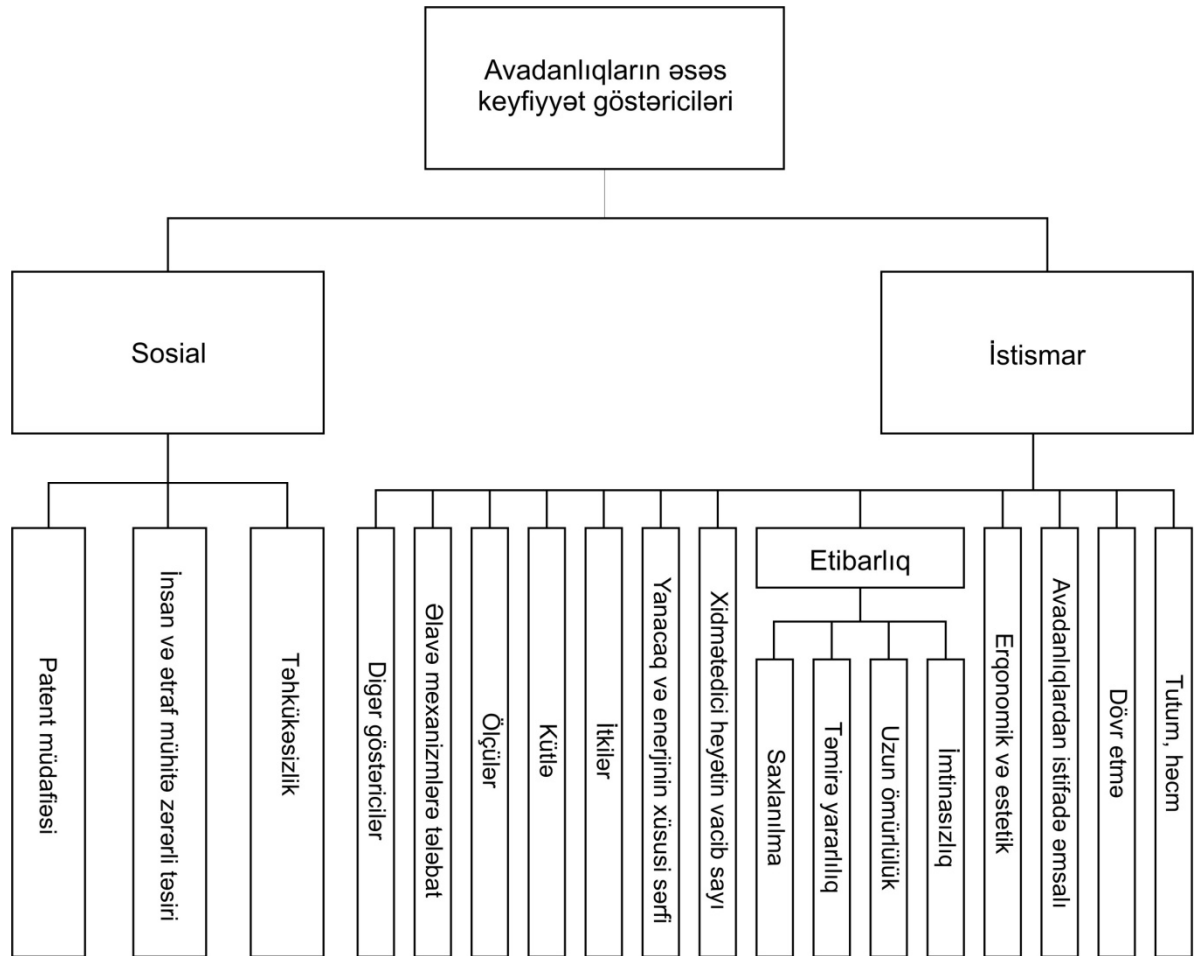 Avadanlıqların əsəs
keyfiyyət göstəriciləri
Sosial
İstismar
Patent müdafiəsi
İnsan və ətraf mühitə zərərli təsiri
Təhkükəsizlik
Digər göstəricilər
Əlavə mexanizmlərə tələbat
Ölçülər
Kütlə
İtkilər
Yanacaq və enerjinin xüsusi sərfi
Xidmətedici heyətin vacib sayı
Etibarlıq
Saxlanılma
Təmirə yararlılıq
Uzun ömürlülük
İmtinasızlıq
Erqonomik və estetik
Avadanlıqlardan istifadə əmsalı
Dövr etmə
Tutum, həcm